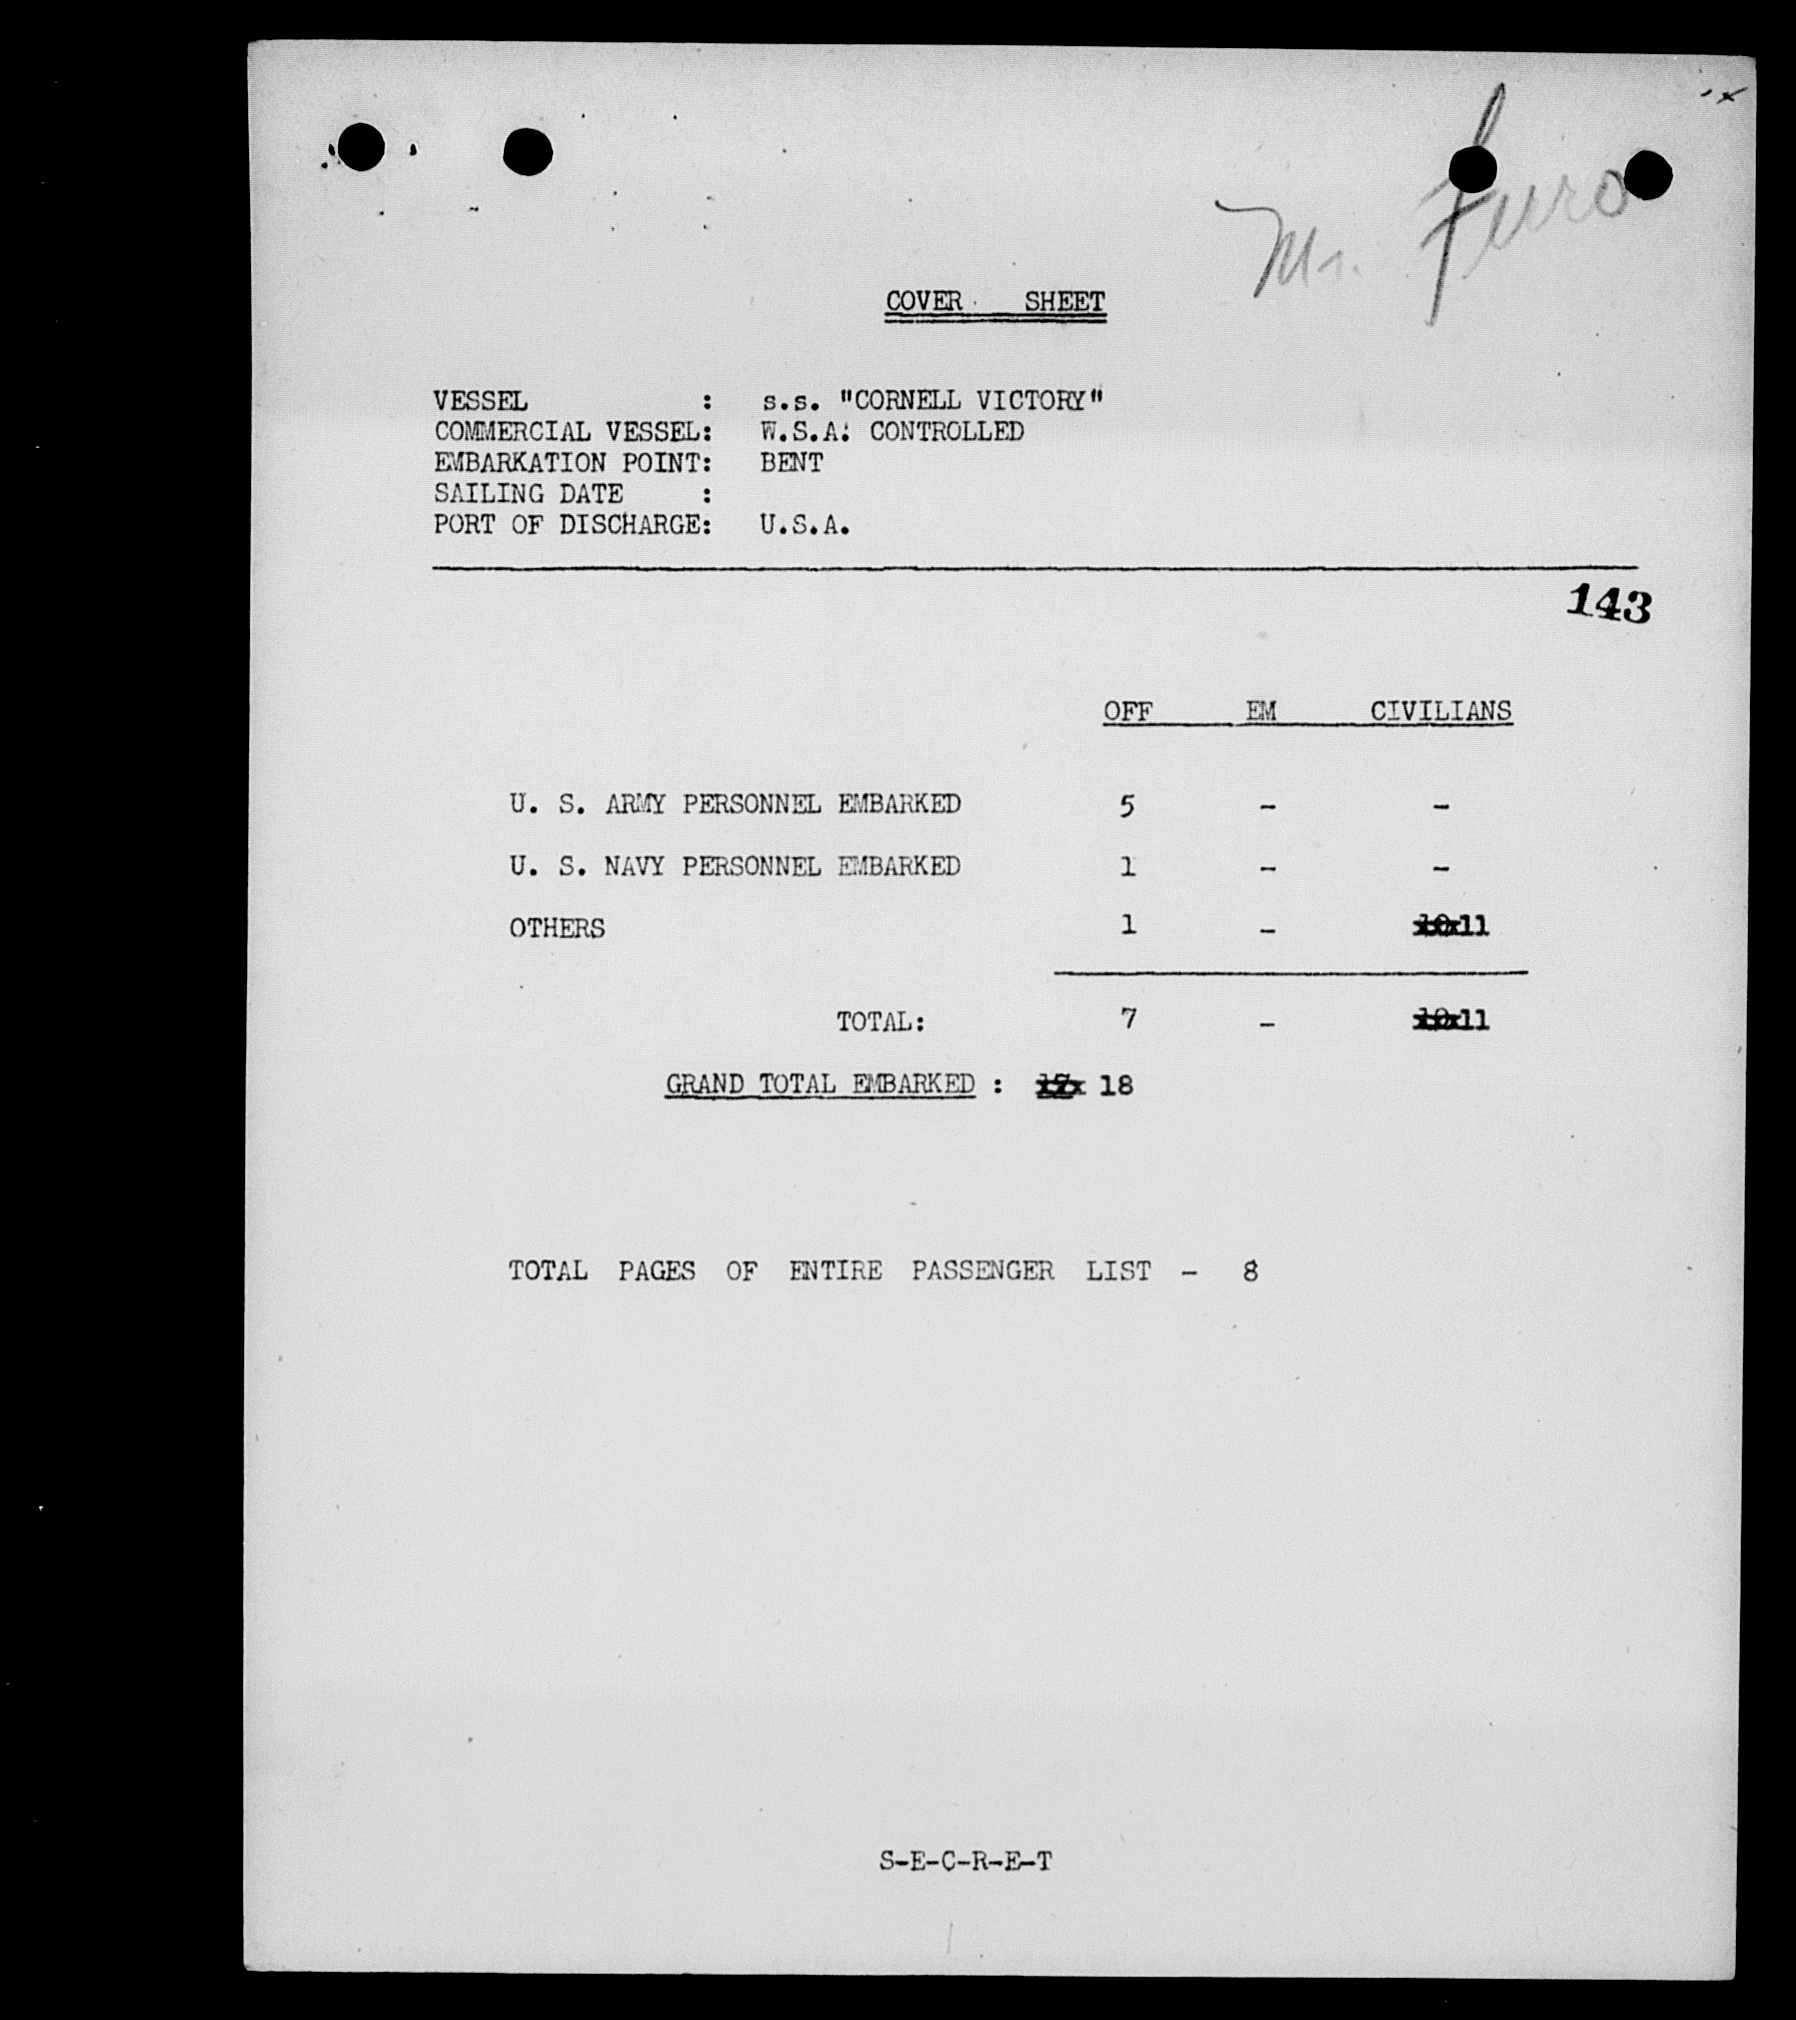 Mr. Ferro
COVER SHEET
VESSEL : s.s. "CORNELL VICTORY"
COMMERCIAL VESSEL: W.S.A. CONTROLLED
EMBARKATION POINT: BENT
SAILING DATE :
PORT OF DISCHARGE: U.S.A.
143
OFF EM CIVILIANS
U. S. ARMY PERSONNEL EMBARKED 5 - -
U. S. NAVY PERSONNEL EMBARKED 1 - -
OTHERS 1 - 11
TOTAL: 7 - 11
GRAND TOTAL EMBARKED : 18
TOTAL PAGES OF ENTIRE PASSENGER LIST - 8
S-E-C-R-E-T